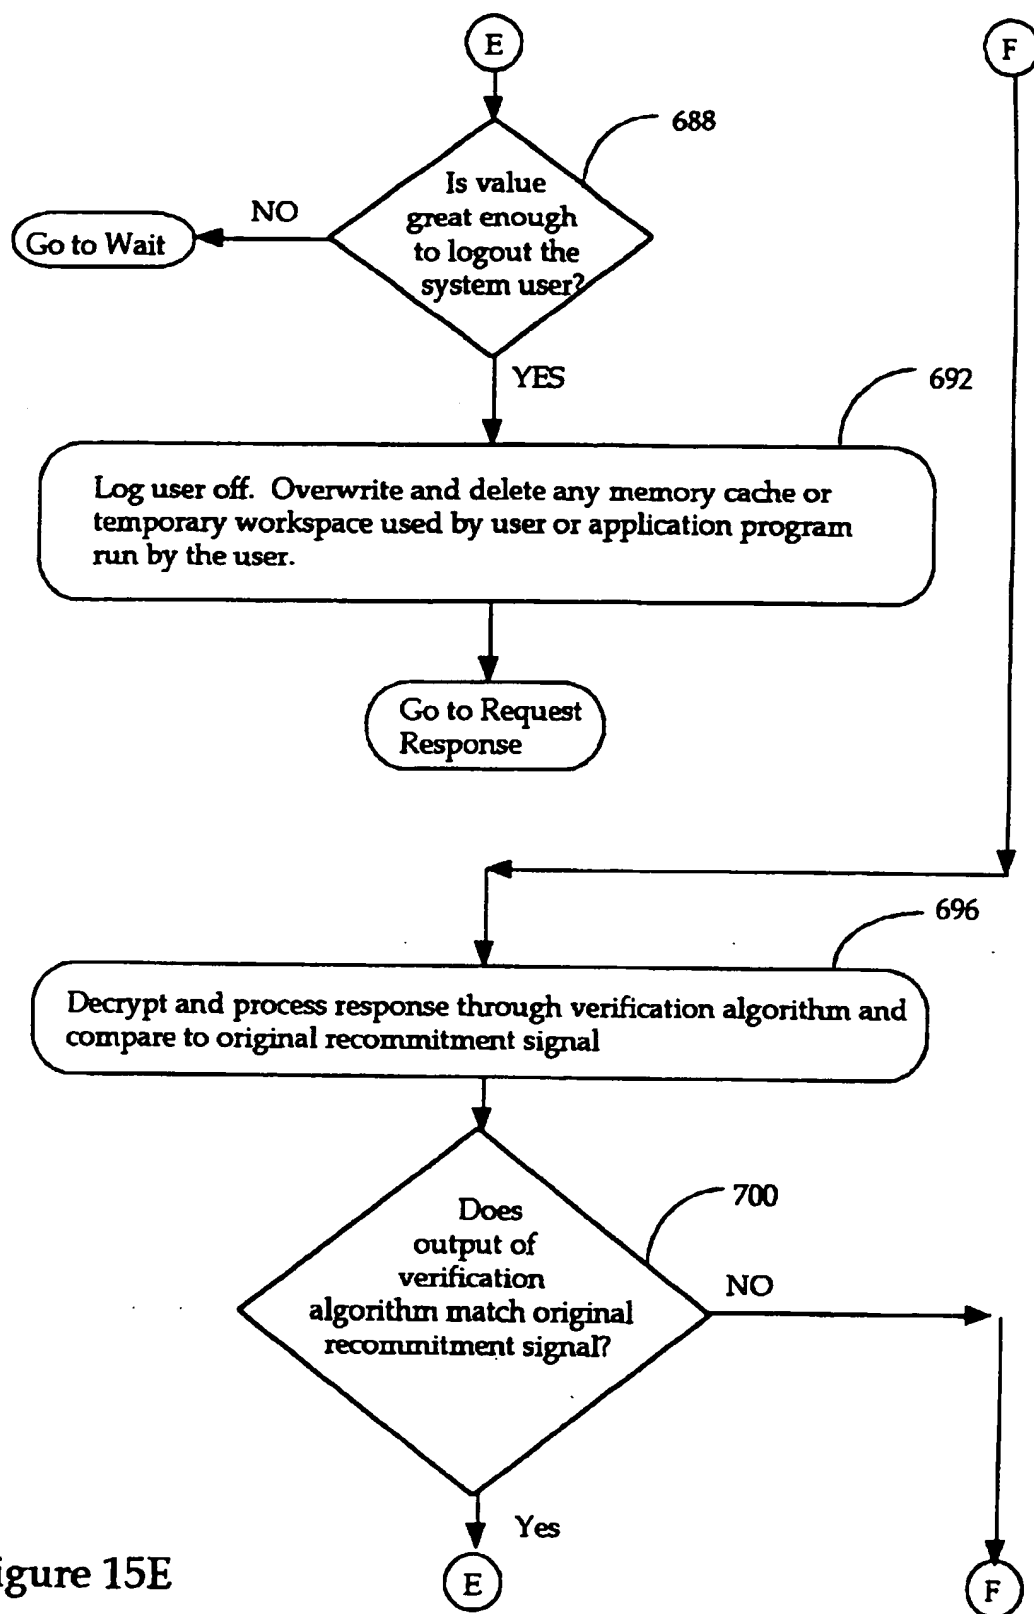 E
F
688
Is value
great enough
to logout the
system user?
NO
Go to Wait
YES
692
Log user off. Overwrite and delete any memory cache or
temporary workspace used by user or application program
run by the user.
Go to Request
Response
696
Decrypt and process response through verification algorithm and
compare to original recommitment signal
700
Does
output of
verification
algorithm match original
recommitment signal?
NO
Yes
igure 15E
E
F